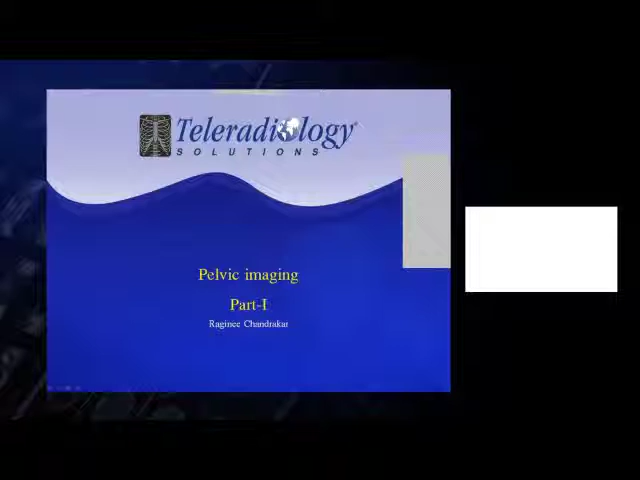 Teleradiology
SOLUTIONS
Pelvic imaging
Part-I
Raginee Chandrakar